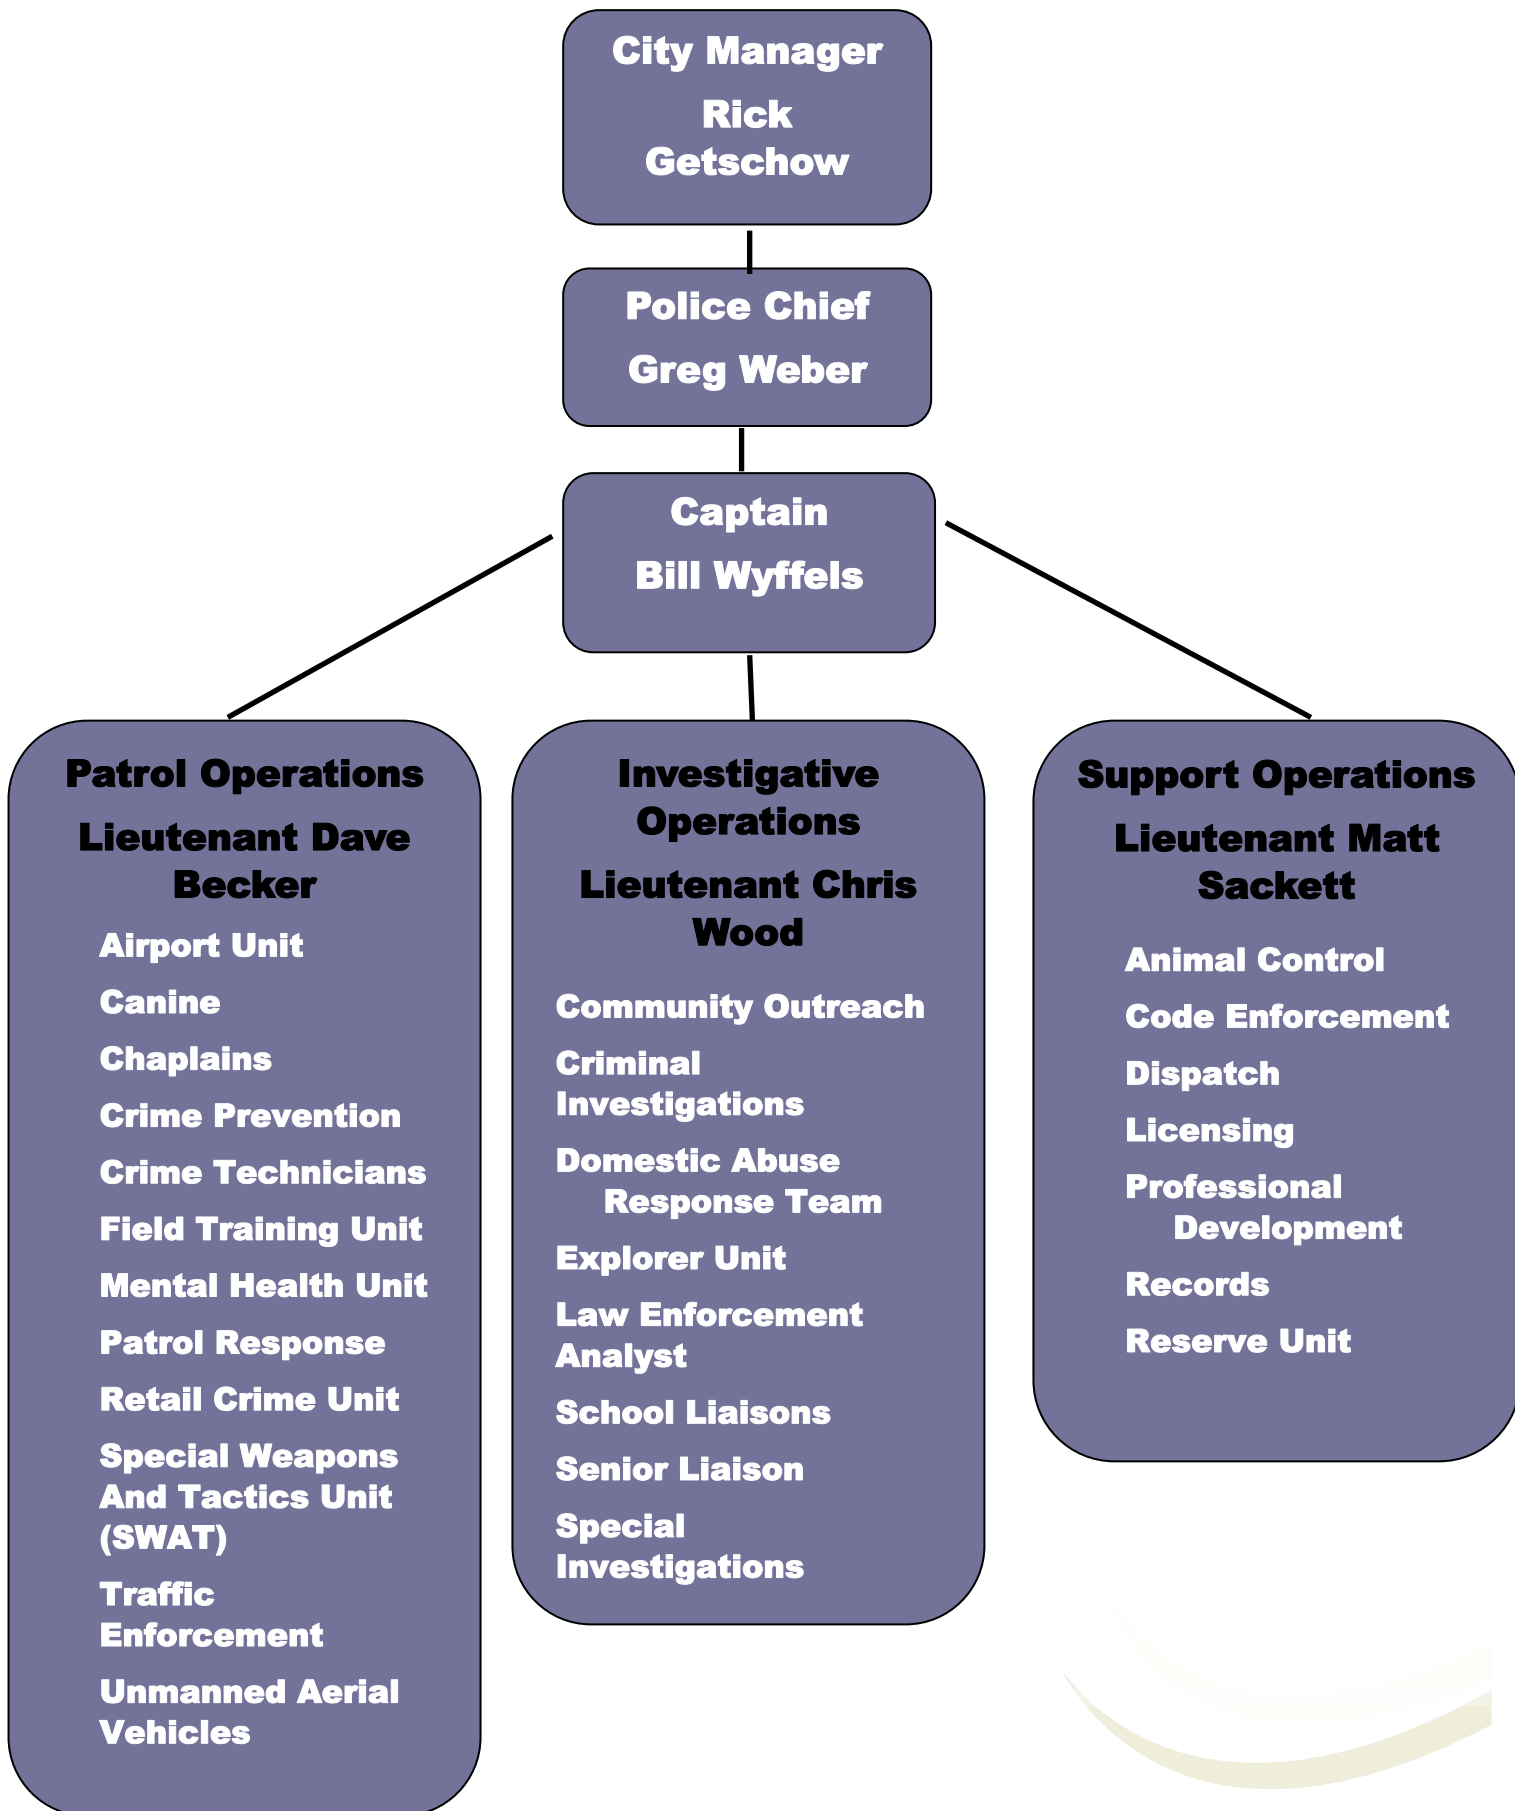 City Manager
Rick
Getschow
Police Chief
Greg Weber
Captain
Bill Wyffels
Patrol Operations
Lieutenant Dave
Becker
Airport Unit
Canine
Chaplains
Crime Prevention
Crime Technicians
Field Training Unit
Mental Health Unit
Patrol Response
Retail Crime Unit
Special Weapons
And Tactics Unit
(SWAT)
Traffic
Enforcement
Unmanned Aerial
Vehicles
Investigative
Operations
Lieutenant Chris
Wood
Community Outreach
Criminal
Investigations
Domestic Abuse
Response Team
Explorer Unit
Law Enforcement
Analyst
School Liaisons
Senior Liaison
Special
Investigations
Support Operations
Lieutenant Matt
Sackett
Animal Control
Code Enforcement
Dispatch
Licensing
Professional
Development
Records
Reserve Unit